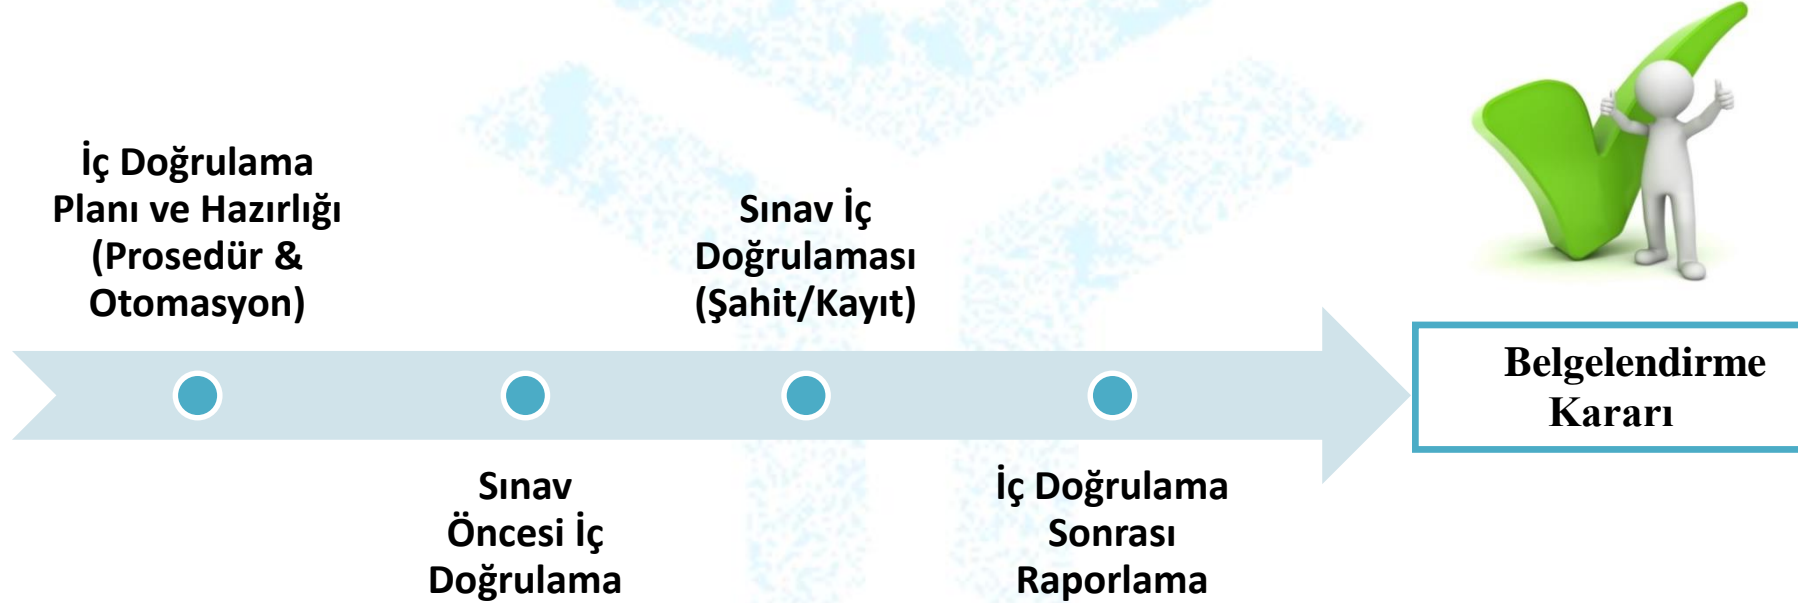 İç Doğrulama
Planı ve Hazırlığı
(Prosedür &
Otomasyon)
Sınav
Öncesi İç
Doğrulama
Sınav İç
Doğrulaması
(Şahit/Kayıt)
İç Doğrulama
Sonrası
Raporlama
Belgelendirme
Kararı